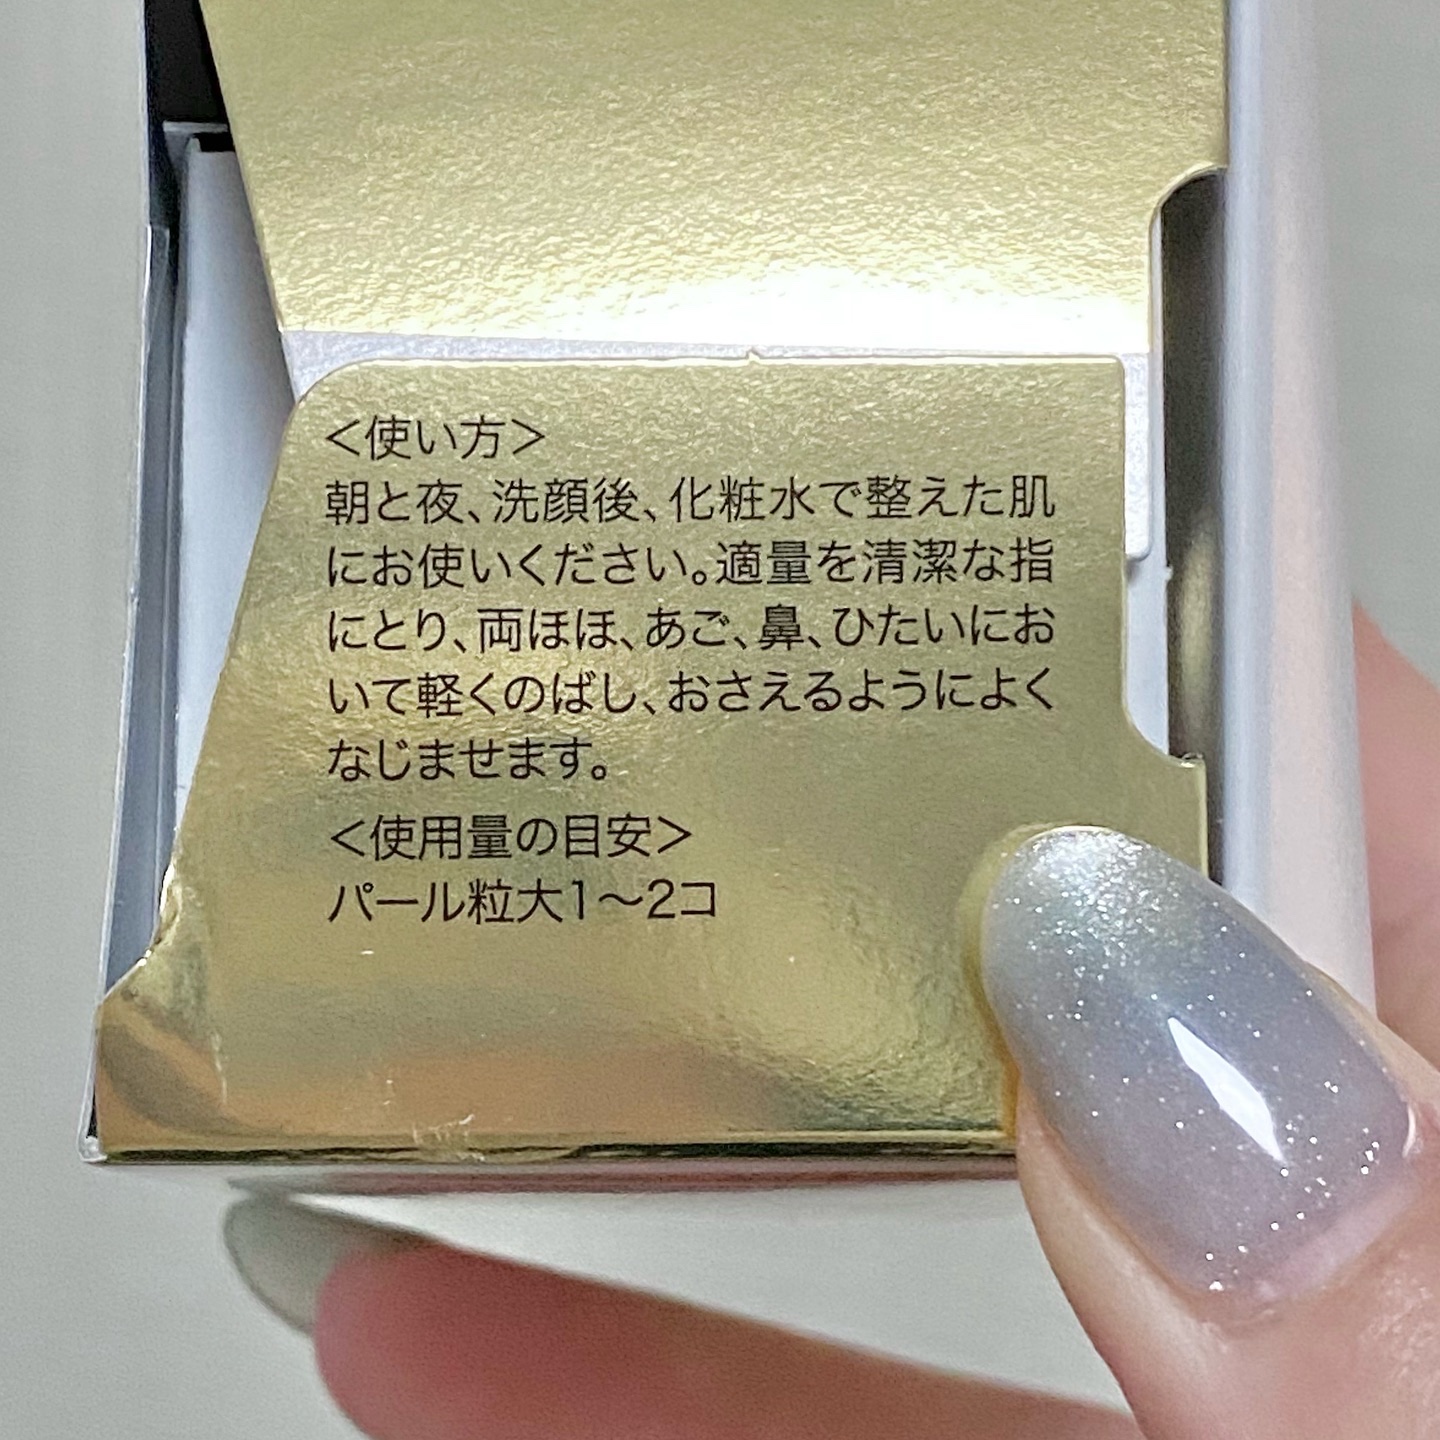 ＜使い方＞
朝と夜、洗顔後、化粧水で整えた肌
にお使いください。適量を清潔な指
にとり、両ほほ、あご、鼻、ひたいにお
いて軽くのばし、おさえるようによく
なじませます。
＜使用量の目安＞
パール粒大1〜2コ